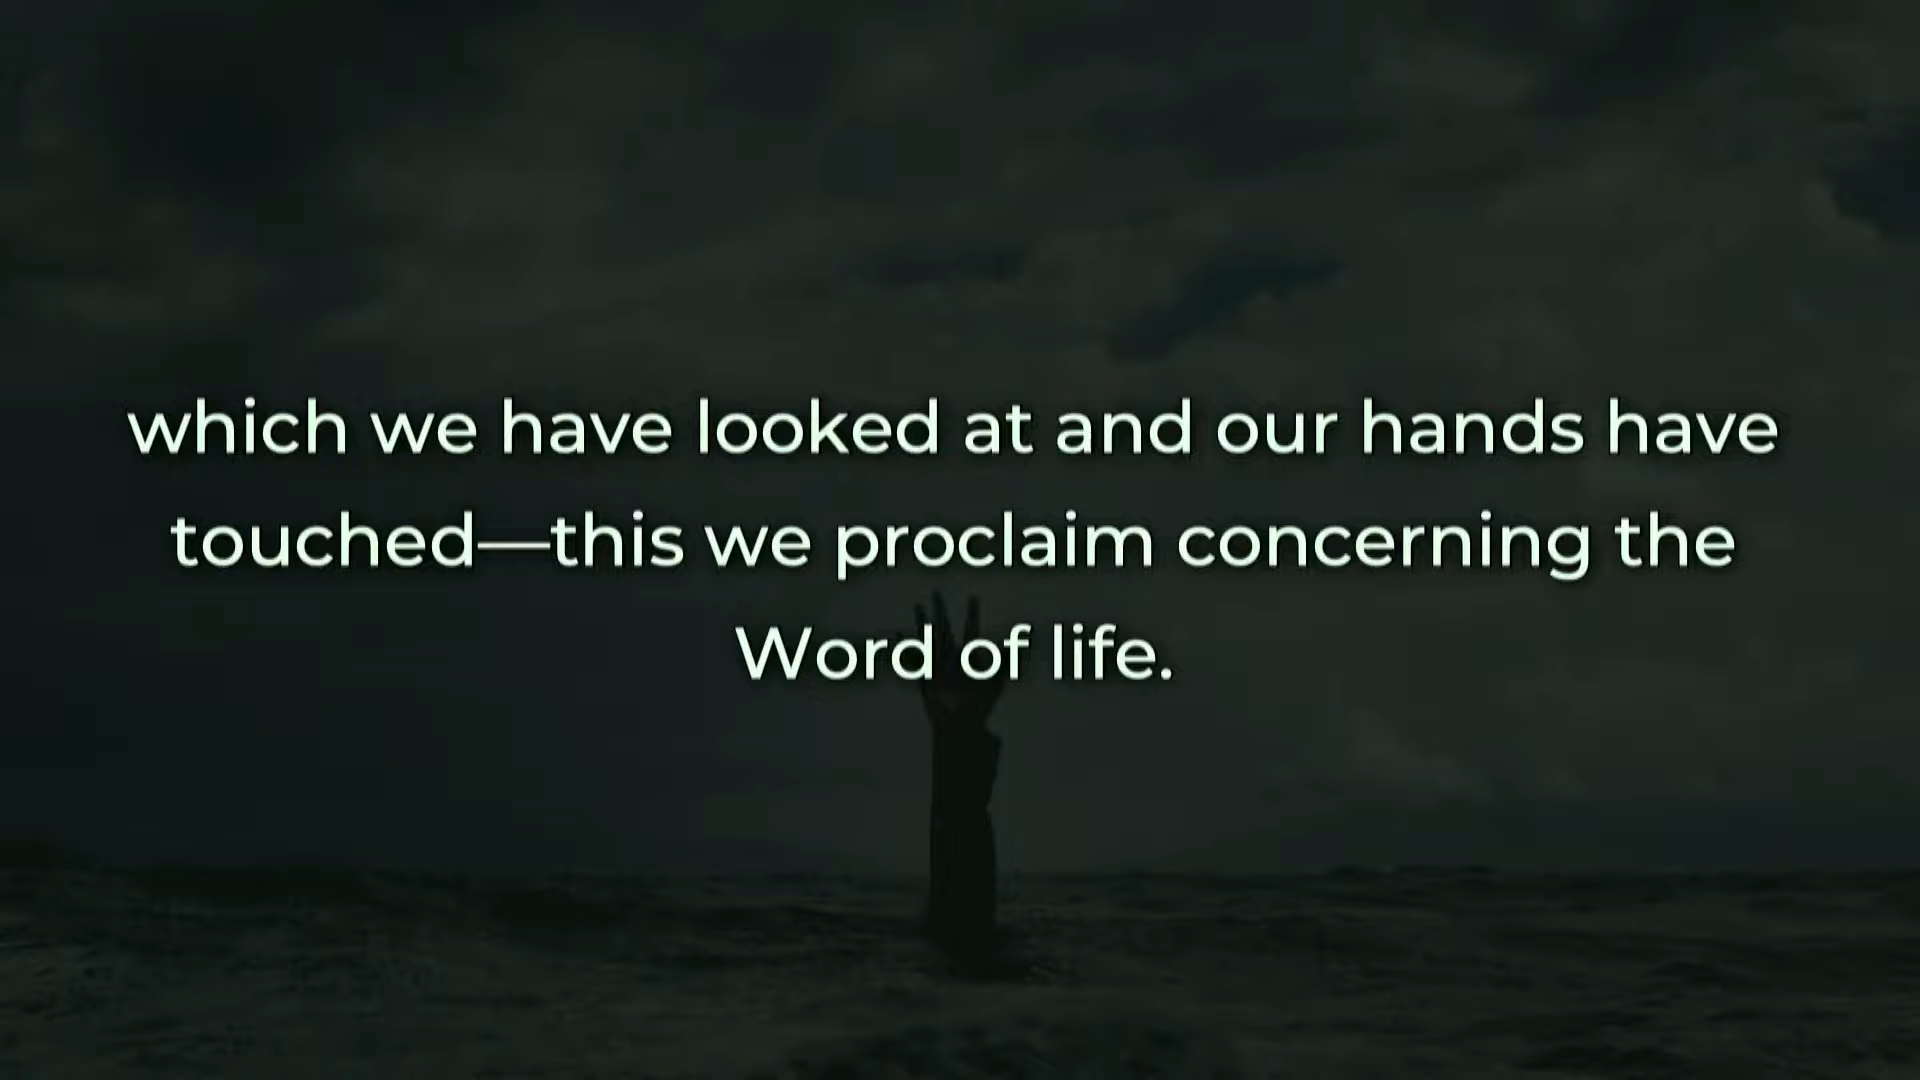 which we have looked at and our hands have
touched—this we proclaim concerning the
Word of life.